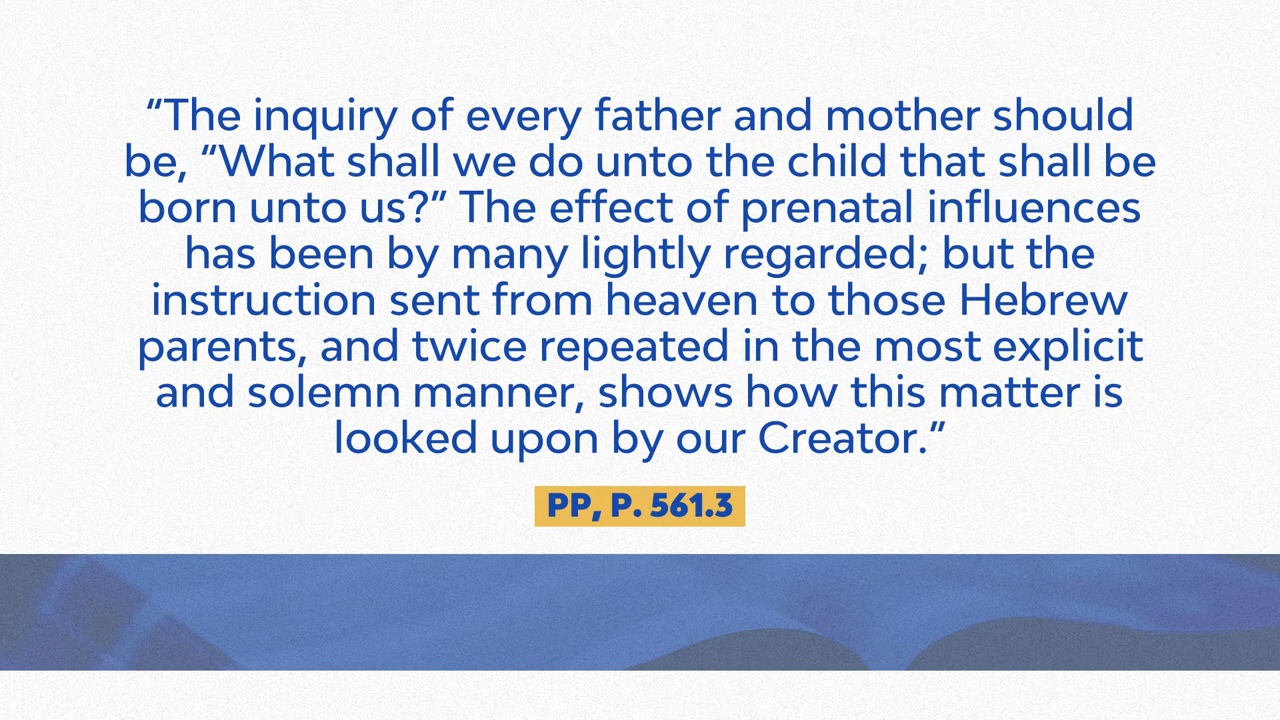 “The inquiry of every father and mother should
be, “What shall we do unto the child that shall be
born unto us?” The effect of prenatal influences
has been by many lightly regarded; but the
instruction sent from heaven to those Hebrew
parents, and twice repeated in the most explicit
and solemn manner, shows how this matter is
looked upon by our Creator.”
PP, P. 561.3